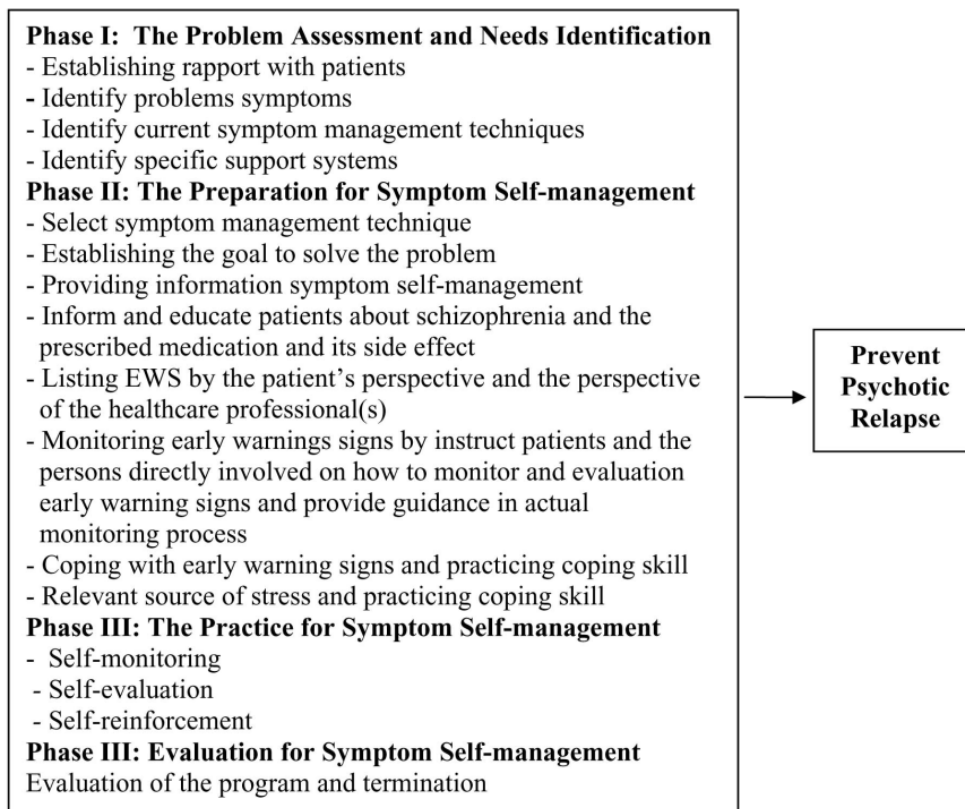 Phase I: The Problem Assessment and Needs Identification
- Establishing rapport with patients
- Identify problems symptoms
- Identify current symptom management techniques
- Identify specific support systems
Phase II: The Preparation for Symptom Self-management
- Select symptom management technique
- Establishing the goal to solve the problem
- Providing information symptom self-management
- Inform and educate patients about schizophrenia and the
prescribed medication and its side effect
- Listing EWS by the patient's perspective and the perspective
of the healthcare professional(s)
- Monitoring early warnings signs by instruct patients and the
persons directly involved on how to monitor and evaluation
early warning signs and provide guidance in actual
monitoring process
- Coping with early warning signs and practicing coping skill
- Relevant source of stress and practicing coping skill
Phase III: The Practice for Symptom Self-management
- Self-monitoring
- Self-evaluation
- Self-reinforcement
Phase III: Evaluation for Symptom Self-management
Evaluation of the program and termination
Prevent
Psychotic
Relapse